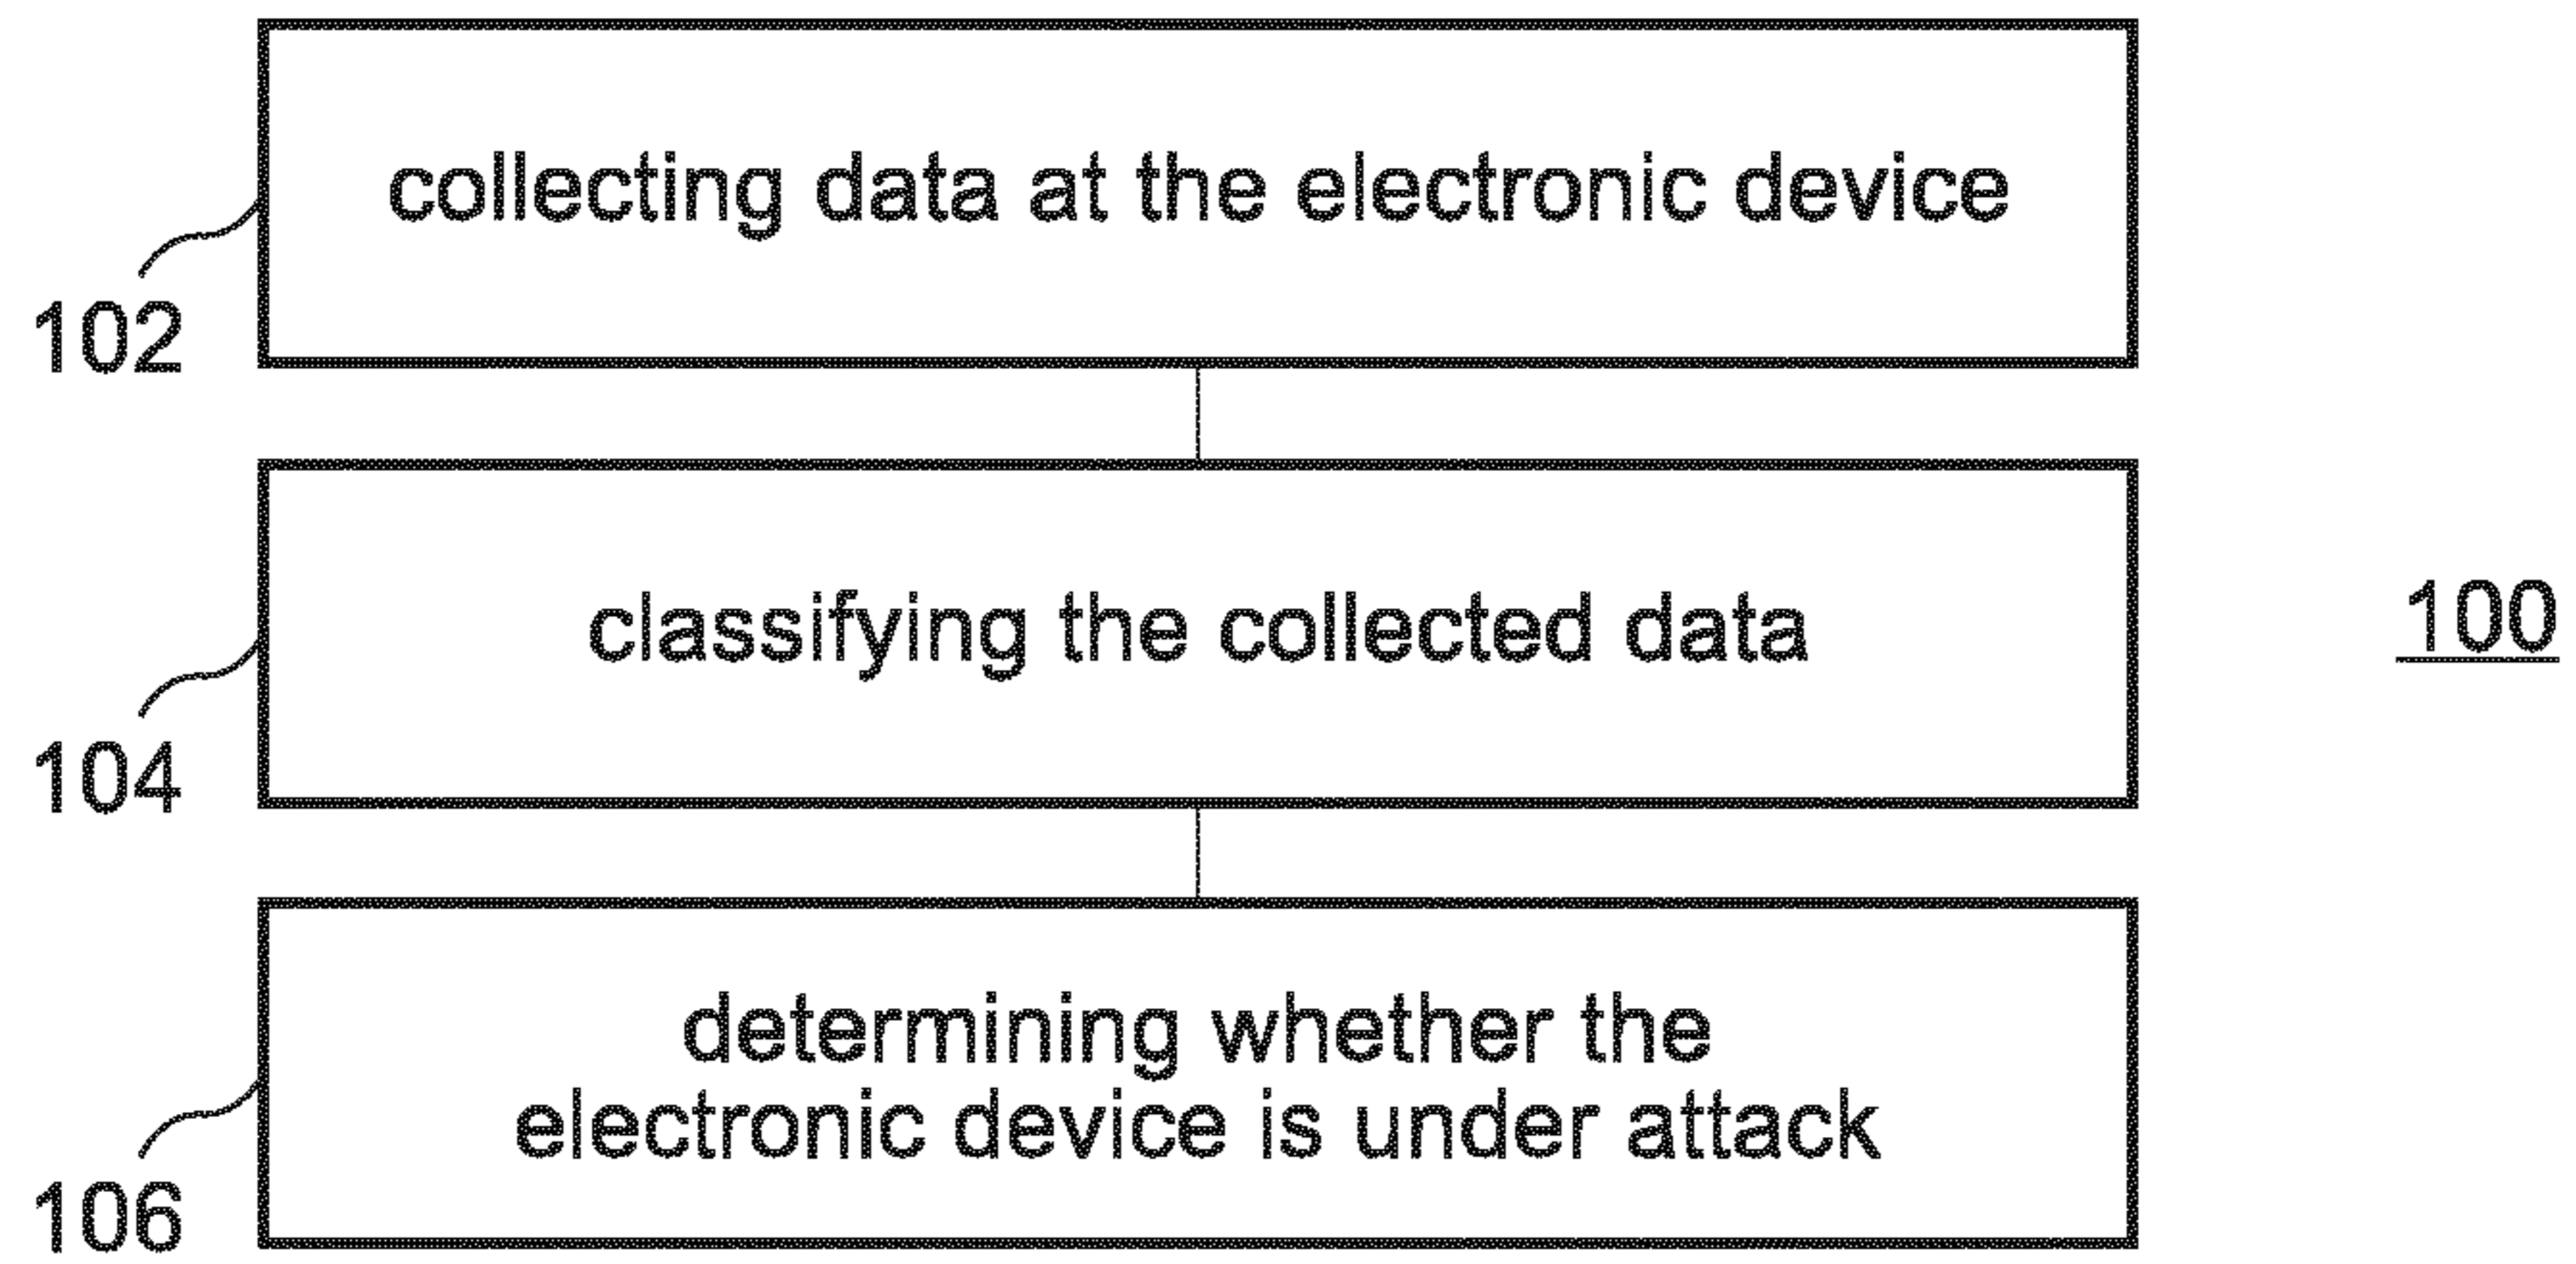 collecting data at the electronic device
102
classifying the collected data
100
104
determining whether the
electronic device is under attack
106